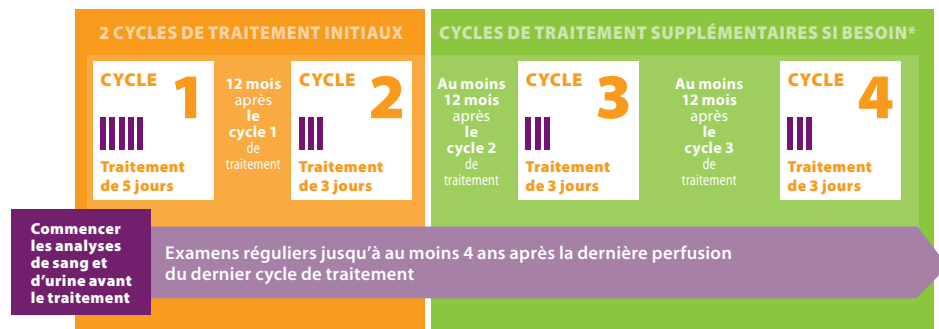 2 CYCLES DE TRAITEMENT INITIAUX
CYCLES DE TRAITEMENT SUPPLÉMENTAIRES SI BESOIN*
CYCLE 1
Traitement
de 5 jours
12 mois
après
le
cycle 1
de
traitement
CYCLE 2
Traitement
de 3 jours
Au moins
12 mois
après
le
cycle 2
de
traitement
CYCLE 3
Traitement
de 3 jours
Au moins
12 mois
après
le
cycle 3
de
traitement
CYCLE 4
Traitement
de 3 jours
Commencer
les analyses
de sang et
d’urine avant
le traitement
Examens réguliers jusqu’à au moins 4 ans après la dernière perfusion
du dernier cycle de traitement